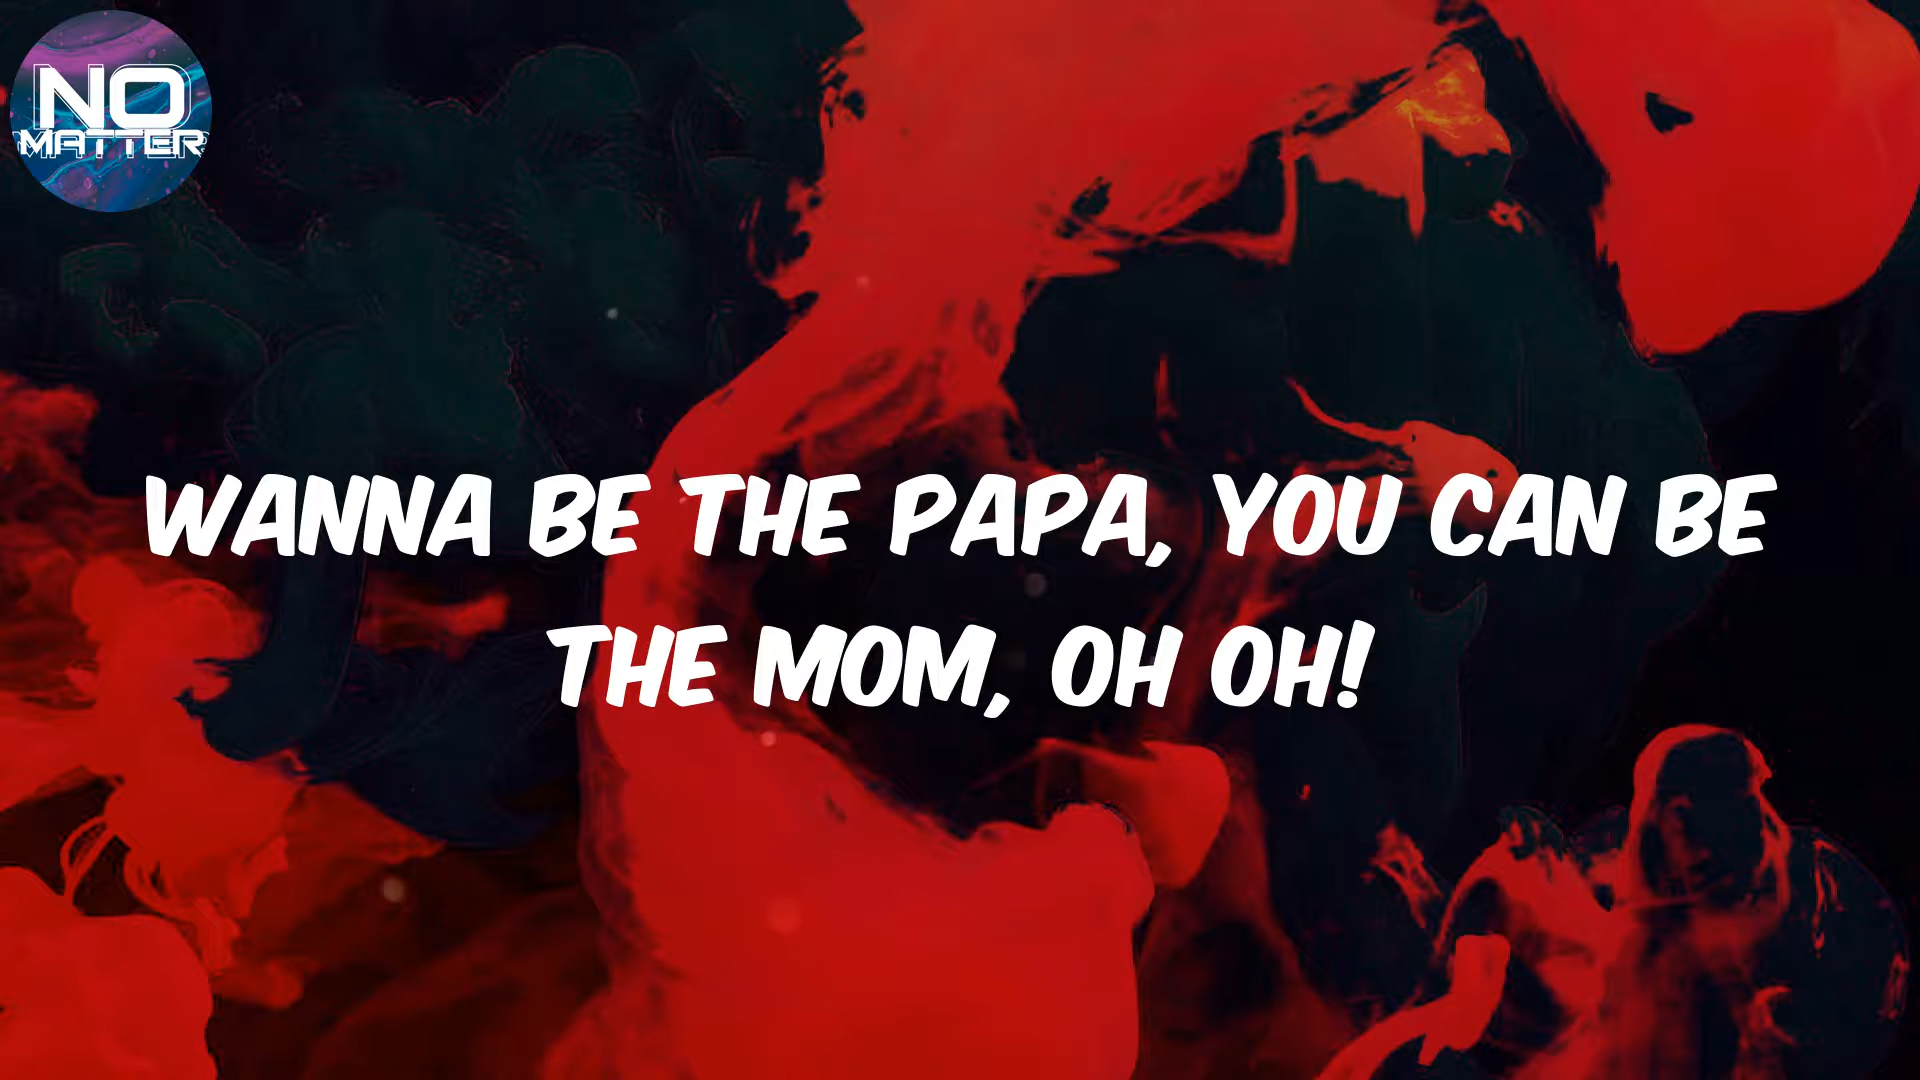 NO
MATTER
WANNA BE THE PAPA, YOU CAN BE
THE MOM, OH OH!